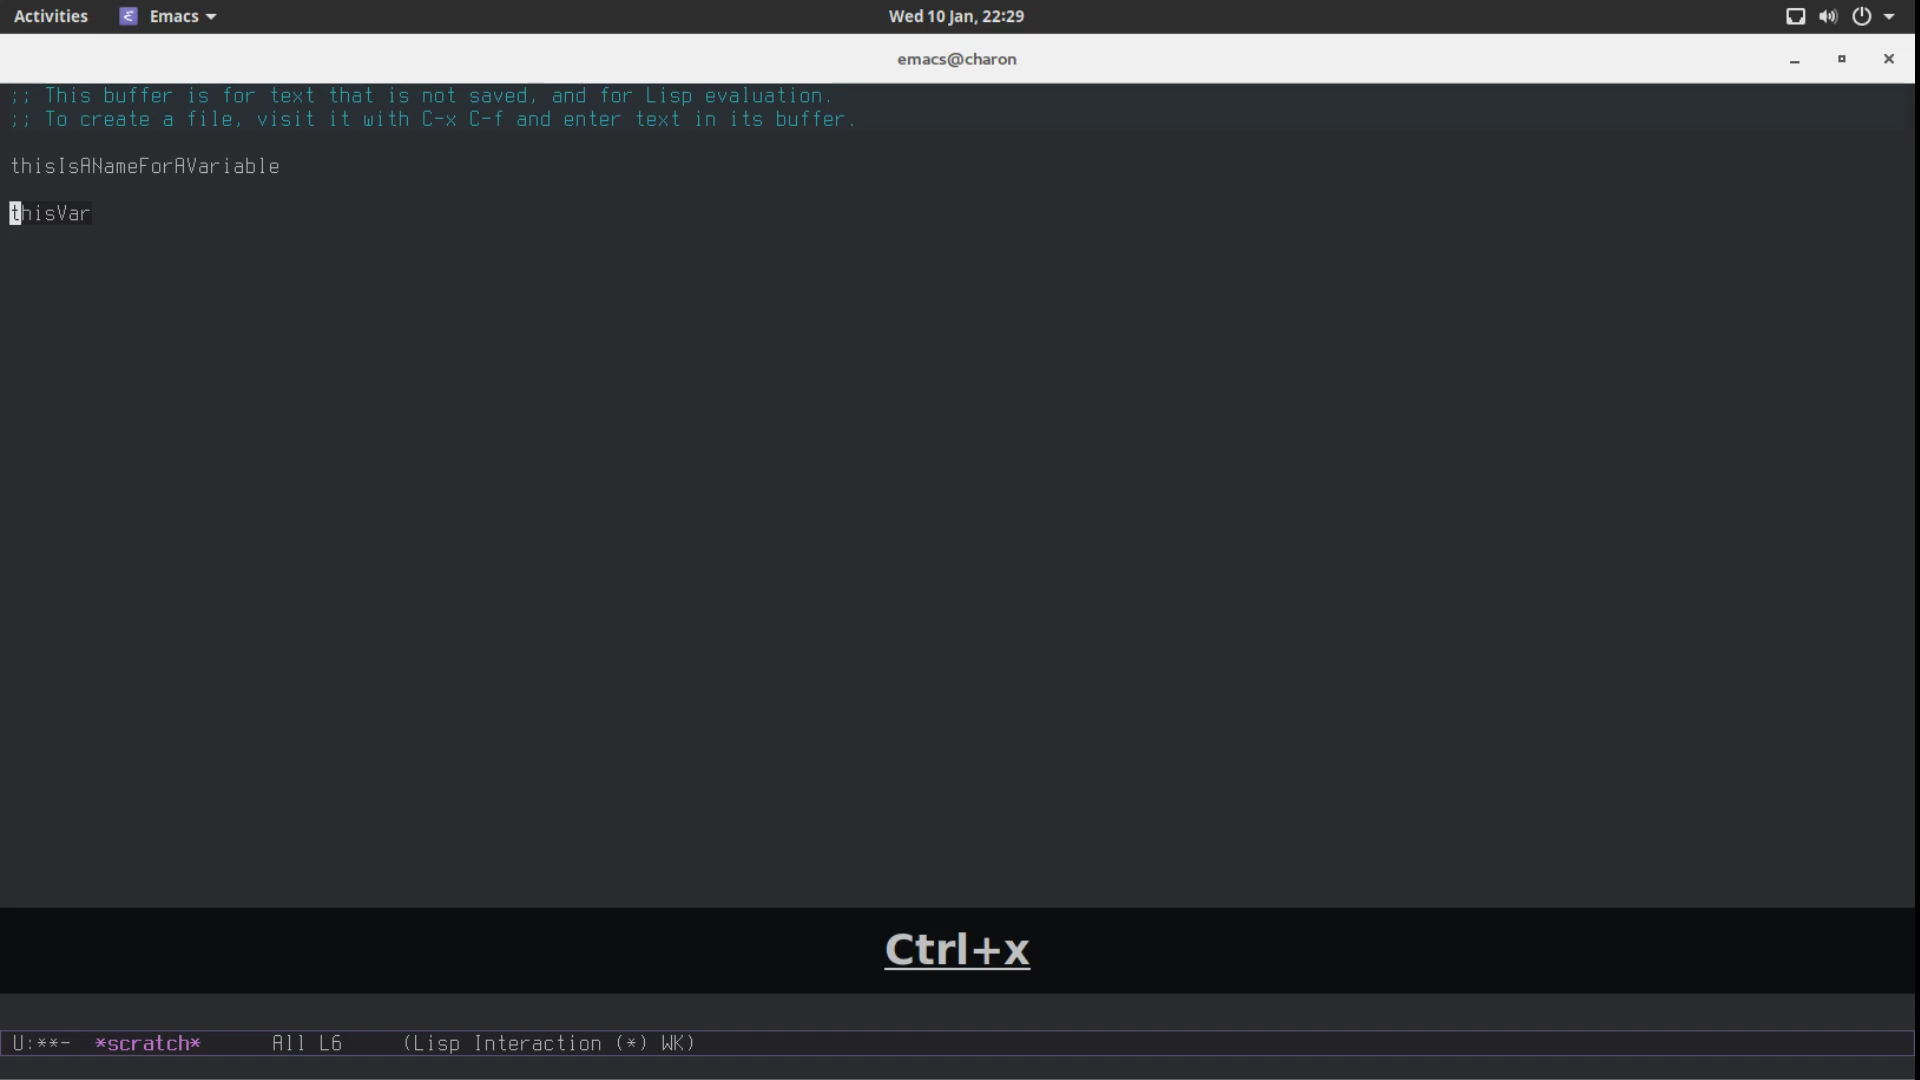 Activities Emacs Wed 10 Jan, 22:29
emacs@charon
;; This buffer is for text that is not saved, and for Lisp evaluation.
;; To create a file, visit it with C-x C-f and enter text in its buffer.
thisIsANameForAVariable
thisVar
Ctrl+x
U:**-  *scratch*      All L6     (Lisp Interaction (*) WK)